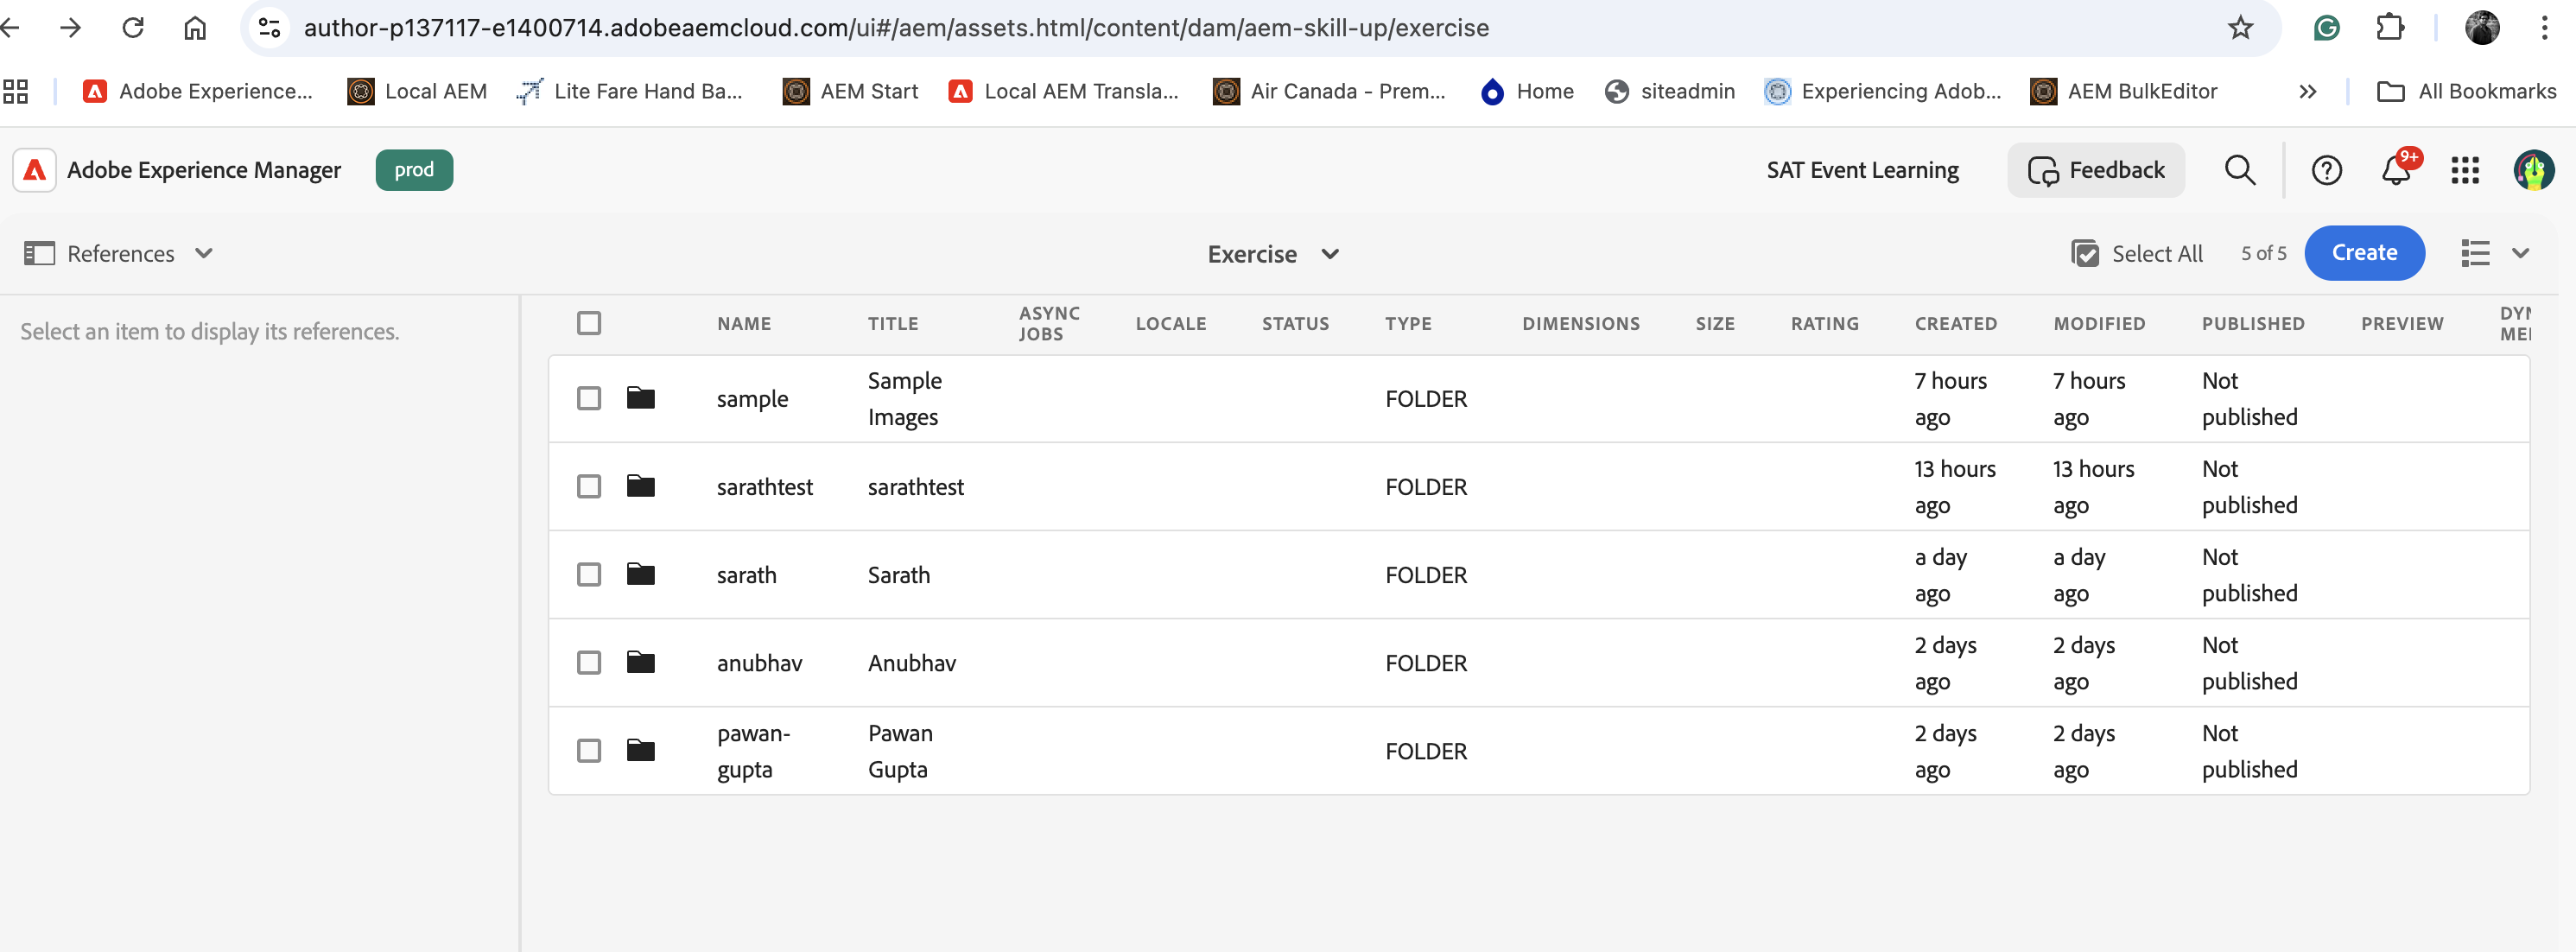 author-p137117-e1400714.adobeaemcloud.com/ui#/aem/assets.html/content/dam/aem-skill-up/exercise
Adobe Experience... Local AEM Lite Fare Hand Ba... AEM Start Local AEM Transla... Air Canada - Prem... Home siteadmin Experiencing Adob... AEM BulkEditor » All Bookmarks
Adobe Experience Manager prod SAT Event Learning Feedback 9+
References Exercise Select All 5 of 5 Create
Select an item to display its references.
NAME TITLE ASYNC JOBS LOCALE STATUS TYPE DIMENSIONS SIZE RATING CREATED MODIFIED PUBLISHED PREVIEW
sample Sample Images FOLDER 7 hours ago 7 hours ago Not published
sarathtest sarathtest FOLDER 13 hours ago 13 hours ago Not published
sarath Sarath FOLDER a day ago a day ago Not published
anubhav Anubhav FOLDER 2 days ago 2 days ago Not published
pawan-gupta Pawan Gupta FOLDER 2 days ago 2 days ago Not published